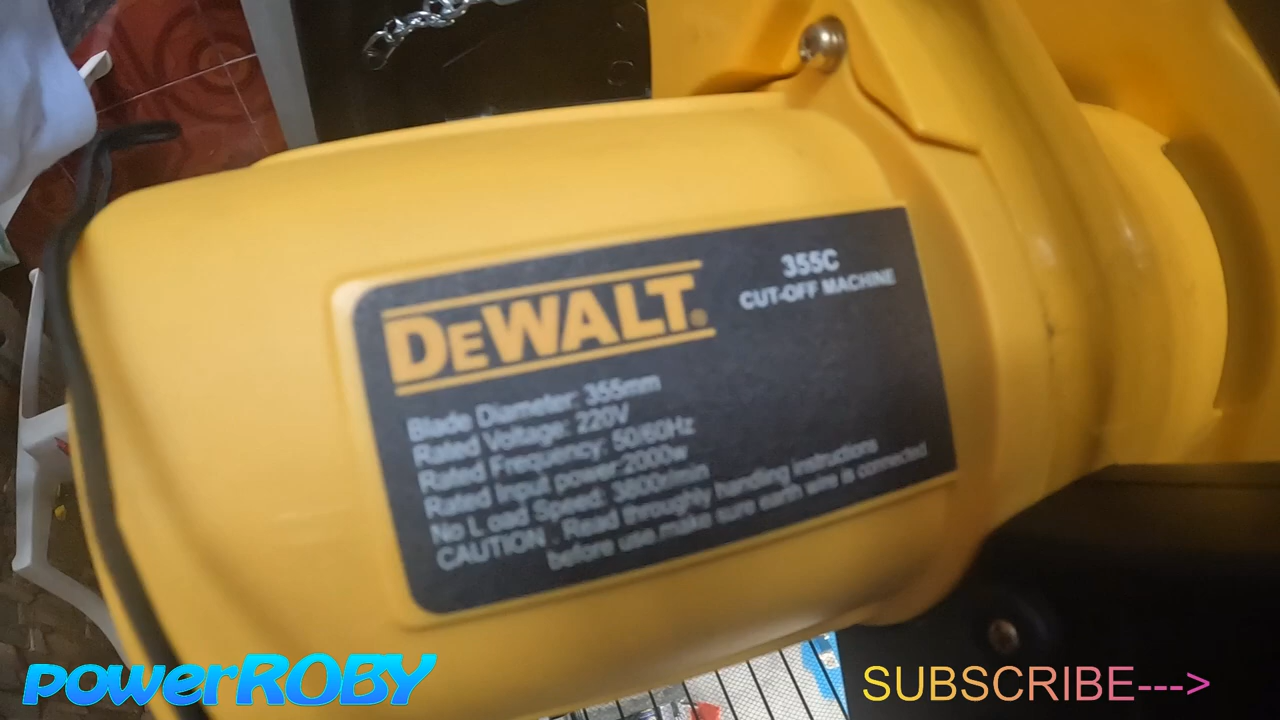 DEWALT®
355C
CUT-OFF MACHINE
Blade Diameter: 355mm
Rated Voltage: 220V
Rated Frequency: 50/60Hz
Rated Input power:2000w
No L oad Speed: 3800r/min
CAUTION . Read throughly handling instructions
before use,make sure earth wire is connected
powerROBY
SUBSCRIBE--->